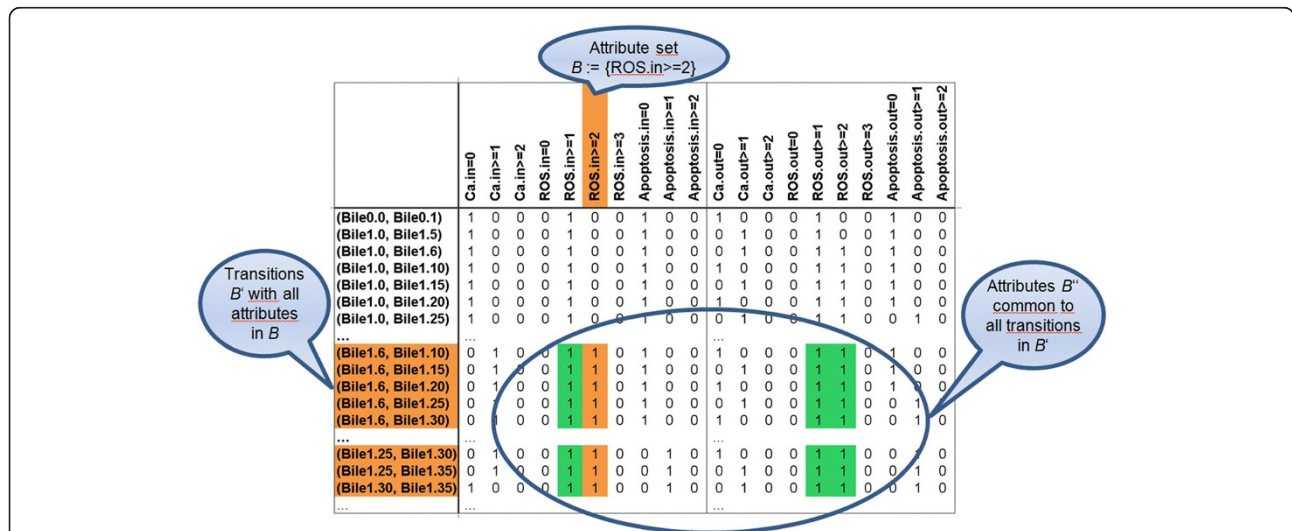 Attribute set
B := {ROS.in>=2}
Ca.in=0 Ca.in>=1 Ca.in>=2 ROS.in=0 ROS.in>=1 ROS.in>=2 ROS.in>=3 Apoptosis.in=0 Apoptosis.in>=1 Apoptosis.in>=2 Ca.out=0 Ca.out>=1 Ca.out>=2 ROS.out=0 ROS.out>=1 ROS.out>=2 ROS.out>=3 Apoptosis.out=0 Apoptosis.out>=1 Apoptosis.out>=2
(Bile0.0, Bile0.1) 1 0 0 0 1 0 0 1 0 0 1 0 0 0 1 0 0 1 0 0
(Bile1.0, Bile1.5) 1 0 0 0 1 0 0 1 0 0 0 1 0 0 1 0 0 1 0 0
(Bile1.0, Bile1.6) 1 0 0 0 1 0 0 1 0 0 0 1 0 0 1 1 0 1 0 0
(Bile1.0, Bile1.10) 1 0 0 0 1 0 0 1 0 0 1 0 0 0 1 1 0 1 0 0
(Bile1.0, Bile1.15) 1 0 0 0 1 0 0 1 0 0 0 1 0 0 1 1 0 1 0 0
(Bile1.0, Bile1.20) 1 0 0 0 1 0 0 1 0 0 1 0 0 0 1 1 0 1 0 0
(Bile1.0, Bile1.25) 1 0 0 0 1 0 0 1 0 0 0 1 0 0 1 1 0 0 1 0
... ... ...
(Bile1.6, Bile1.10) 0 1 0 0 1 1 0 1 0 0 1 0 0 0 1 1 0 1 0 0
(Bile1.6, Bile1.15) 0 1 0 0 1 1 0 1 0 0 0 1 0 0 1 1 0 1 0 0
(Bile1.6, Bile1.20) 0 1 0 0 1 1 0 1 0 0 1 0 0 0 1 1 0 1 0 0
(Bile1.6, Bile1.25) 0 1 0 0 1 1 0 1 0 0 0 1 0 0 1 1 0 0 1 0
(Bile1.6, Bile1.30) 0 1 0 0 1 1 0 1 0 0 1 0 0 0 1 1 0 0 1 0
... ... ...
(Bile1.25, Bile1.30) 0 1 0 0 1 1 0 0 1 0 1 0 0 0 1 1 0 0 1 0
(Bile1.25, Bile1.35) 0 1 0 0 1 1 0 0 1 0 0 1 0 0 1 1 0 0 1 0
(Bile1.30, Bile1.35) 1 0 0 0 1 1 0 0 1 0 0 1 0 0 1 1 0 0 1 0
... ... ...
Transitions
B‘ with all
attributes
in B
Attributes B‘‘
common to
all transitions
in B‘